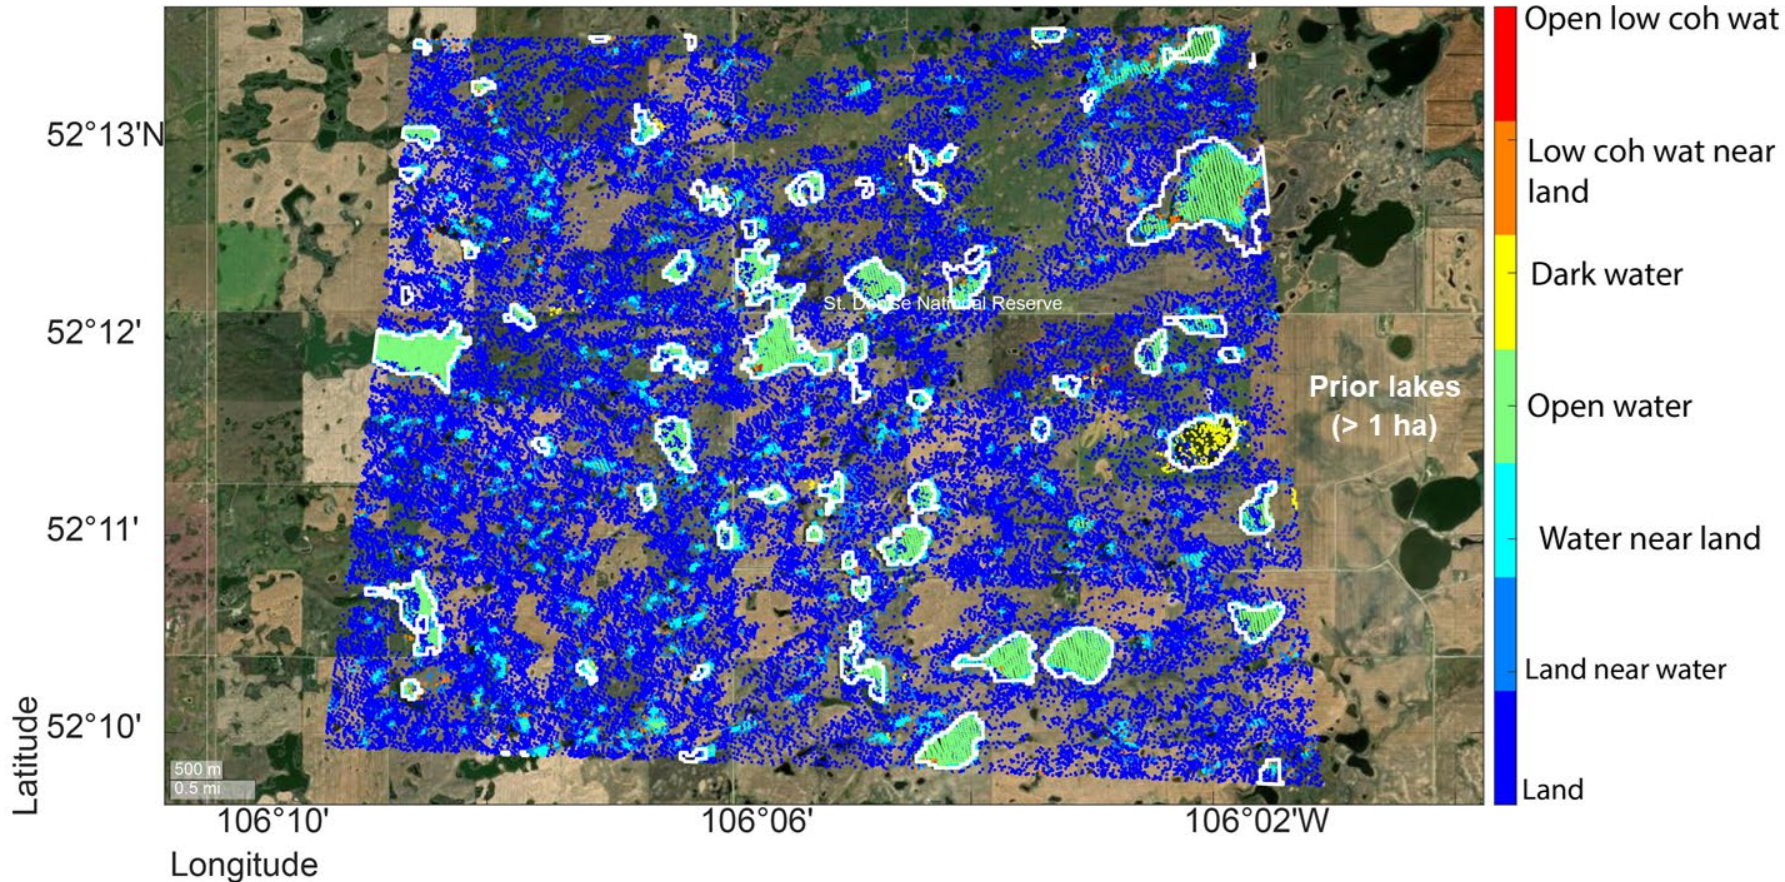 Open low coh wat
Low coh wat near
land
Dark water
Open water
Water near land
Land near water
Land
52°13'N
52°12'
52°11'
52°10'
Latitude
St. Denise National Reserve
Prior lakes
(> 1 ha)
500 m
0.5 mi
106°10'
106°06'
106°02'W
Longitude